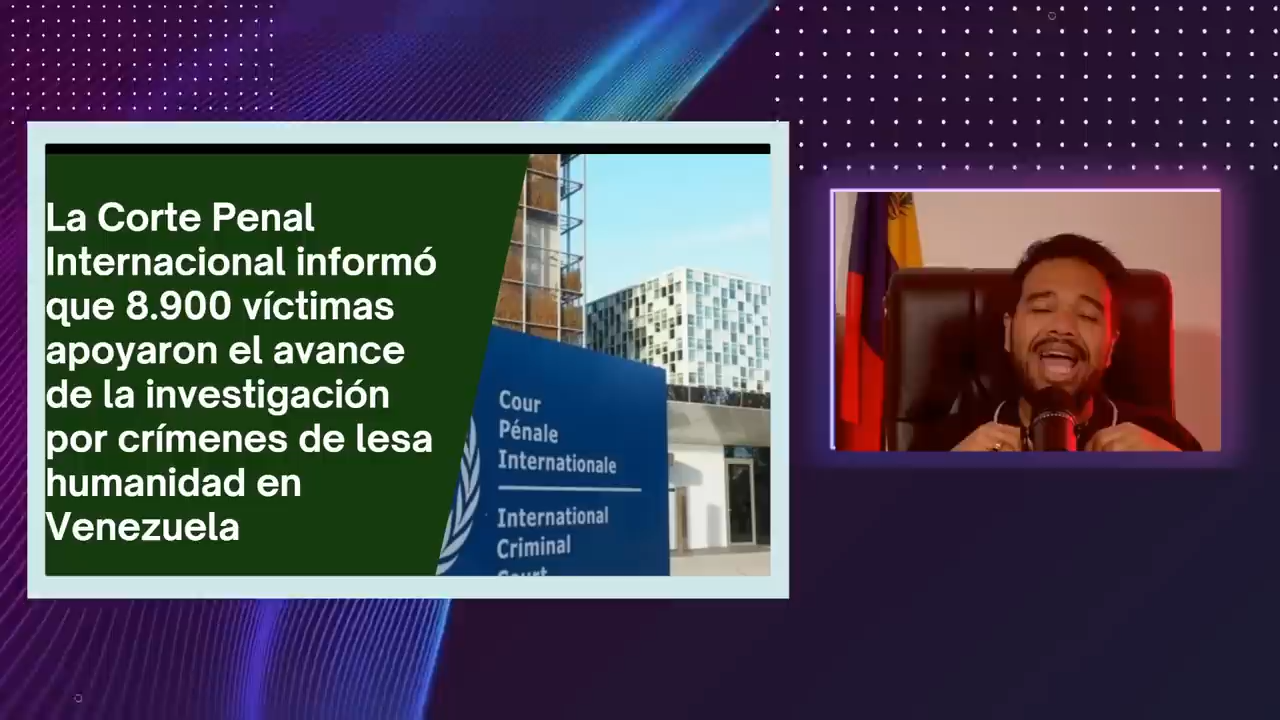 La Corte Penal
Internacional informó
que 8.900 víctimas
apoyaron el avance
de la investigación
por crímenes de lesa
humanidad en
Venezuela
Cour
Pénale
Internationale
International
Criminal
Court